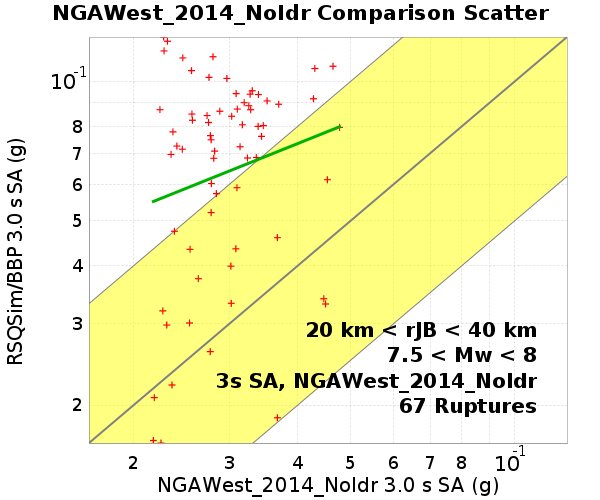 NGAWest_2014_NoIdr Comparison Scatter
RSQSim/BBP 3.0 s SA (g)
10⁻¹
8
7
6
5
4
3
2
20 km < rJB < 40 km
7.5 < Mw < 8
3s SA, NGAWest_2014_NoIdr
67 Ruptures
2 3 4 5 6 7 8 10⁻¹
NGAWest_2014_NoIdr 3.0 s SA (g)